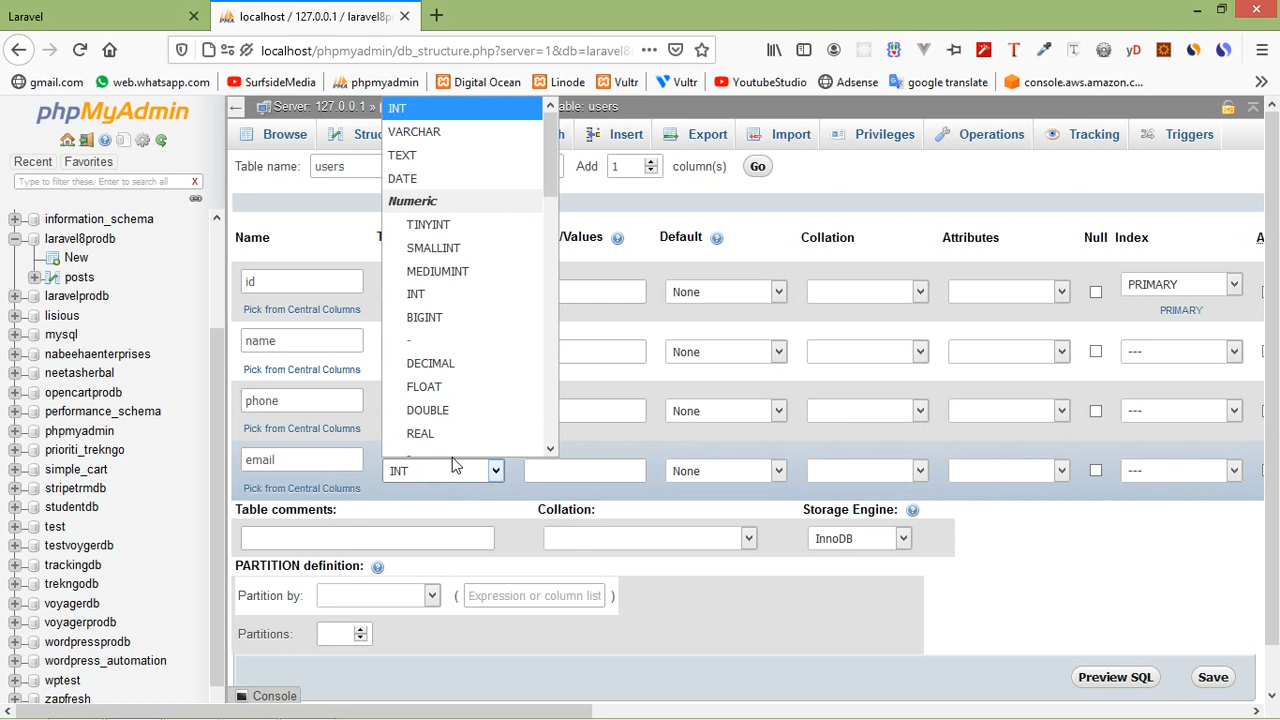 Laravel
localhost / 127.0.0.1 / laravel8p
localhost/phpmyadmin/db_structure.php?server=1&db=laravel8p
gmail.com
web.whatsapp.com
SurfsideMedia
phpmyadmin
Digital Ocean
Linode
Vultr
Vultr
YoutubeStudio
Adsense
google translate
console.aws.amazon.c...
phpMyAdmin
Recent
Favorites
Type to filter these, Enter to search all
X
information_schema
laravel8prodb
New
posts
laravelprodb
lisious
mysql
nabeehaenterprises
neetasherbal
opencartprodb
performance_schema
phpmyadmin
prioriti_trekngo
simple_cart
stripetrmdb
studentdb
test
testvoygerdb
trackingdb
trekngodb
voyagerdb
voyagerprodb
wordpressprodb
wordpress_automation
wptest
zapfresh
Server: 127.0.0.1 »
able: users
Browse
Struc
h
Insert
Export
Import
Privileges
Operations
Tracking
Triggers
Table name:
users
Add
1
column(s)
Go
Name
T
/Values
Default
Collation
Attributes
Null
Index
A
id
None
PRIMARY
Pick from Central Columns
PRIMARY
name
None
---
Pick from Central Columns
phone
None
---
Pick from Central Columns
email
INT
None
---
Pick from Central Columns
INT
VARCHAR
TEXT
DATE
Numeric
TINYINT
SMALLINT
MEDIUMINT
INT
BIGINT
-
DECIMAL
FLOAT
DOUBLE
REAL
Table comments:
Collation:
Storage Engine:
InnoDB
PARTITION definition:
Partition by:
(
Expression or column list
)
Partitions:
Preview SQL
Save
Console